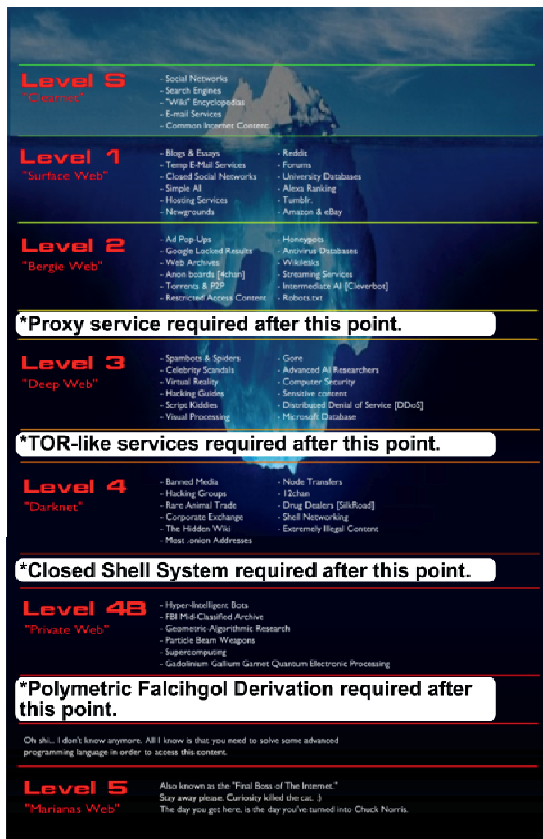 Level S
"Clearnet"
- Social Networks
- Search Engines
- "Wiki" Encyclopedias
- E-mail Services
- Common Internet Content
Level 1
"Surface Web"
- Blogs & Essays
- Temp E-Mail Services
- Closed Social Networks
- Simple AI
- Hosting Services
- Newgrounds
- Reddit
- Forums
- University Databases
- Alexa Ranking
- Tumblr.
- Amazon & eBay
Level 2
"Bergie Web"
- Ad Pop-Ups
- Google Locked Results
- Web Archives
- Anon boards [4chan]
- Torrents & P2P
- Restricted Access Content
- Honeypots
- Antivirus Databases
- Wikileaks
- Streaming Services
- Intermediate AI [Cleverbot]
- Robots.txt
*Proxy service required after this point.
Level 3
"Deep Web"
- Spambots & Spiders
- Celebrity Scandals
- Virtual Reality
- Hacking Guides
- Script Kiddies
- Visual Processing
- Gore
- Advanced AI Researchers
- Computer Security
- Sensitive content
- Distributed Denial of Service [DDoS]
- Microsoft Database
*TOR-like services required after this point.
Level 4
"Darknet"
- Banned Media
- Hacking Groups
- Rare Animal Trade
- Corporate Exchange
- The Hidden Wiki
- Most .onion Addresses
- Node Transfers
- 12chan
- Drug Dealers [SilkRoad]
- Shell Networking
- Extremely Illegal Content
*Closed Shell System required after this point.
Level 4B
"Private Web"
- Hyper-Intelligent Bots
- FBI Mid-Classified Archive
- Geometric-Algorithmic Research
- Particle Beam Weapons
- Supercomputing
- Gadolinium Gallium Garnet Quantum Electronic Processing
*Polymetric Falcihgol Derivation required after
this point.
Oh shi... I don't know anymore. All I know is that you need to solve some advanced
programming language in order to access this content.
Level 5
"Marianas Web"
Also known as the "Final Boss of The Internet."
Stay away please. Curiosity killed the cat. :)
The day you get here, is the day you've turned into Chuck Norris.